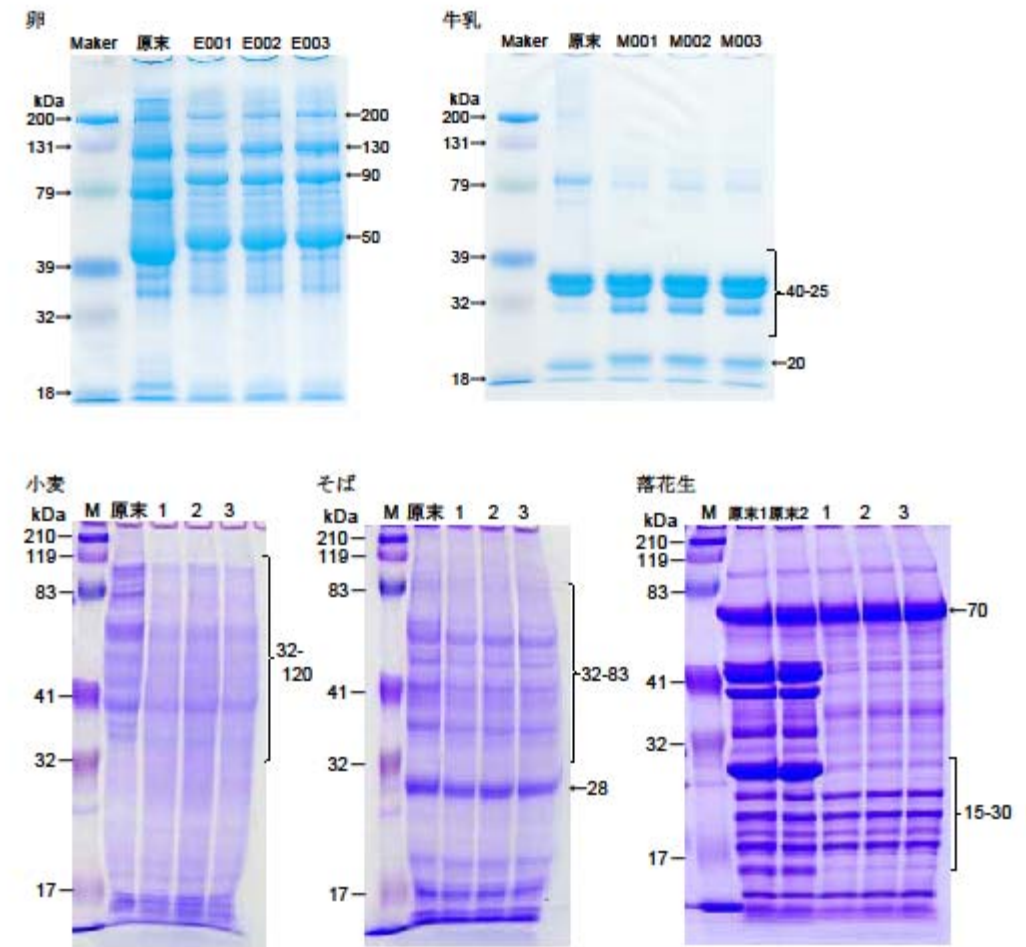 卵
Maker 原末 E001 E002 E003
kDa
200→
131→
79→
39→
32→
18→
←200
←130
←90
←50
牛乳
Maker 原末 M001 M002 M003
kDa
200→
131→
79→
39→
32→
18→
40-25
←20
小麦
M 原末 1 2 3
kDa
210
119
83
41
32
17
32-
120
そば
M 原末 1 2 3
kDa
210
119
83
41
32
17
32-83
←28
落花生
M 原末1 原末2 1 2 3
kDa
210
119
83
41
32
17
←70
15-30